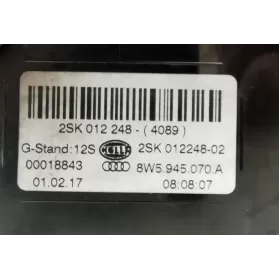 2SK 012 248 - ( 4089 )
G-Stand: 12S HELLA 2SK 012248-02
00018843 8W5.945.070.A
01.02.17 08:08:07